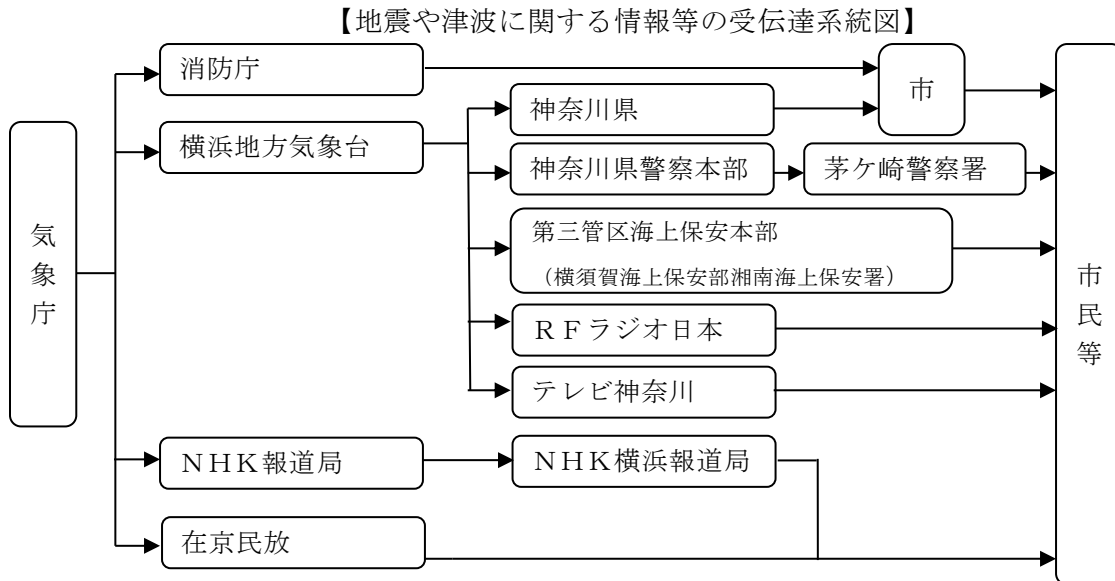 【地震や津波に関する情報等の受伝達系統図】
気象庁
消防庁
横浜地方気象台
NHK報道局
在京民放
神奈川県
神奈川県警察本部
茅ケ崎警察署
第三管区海上保安本部
（横須賀海上保安部湘南海上保安署）
ＲＦラジオ日本
テレビ神奈川
NHK横浜報道局
市
市民等